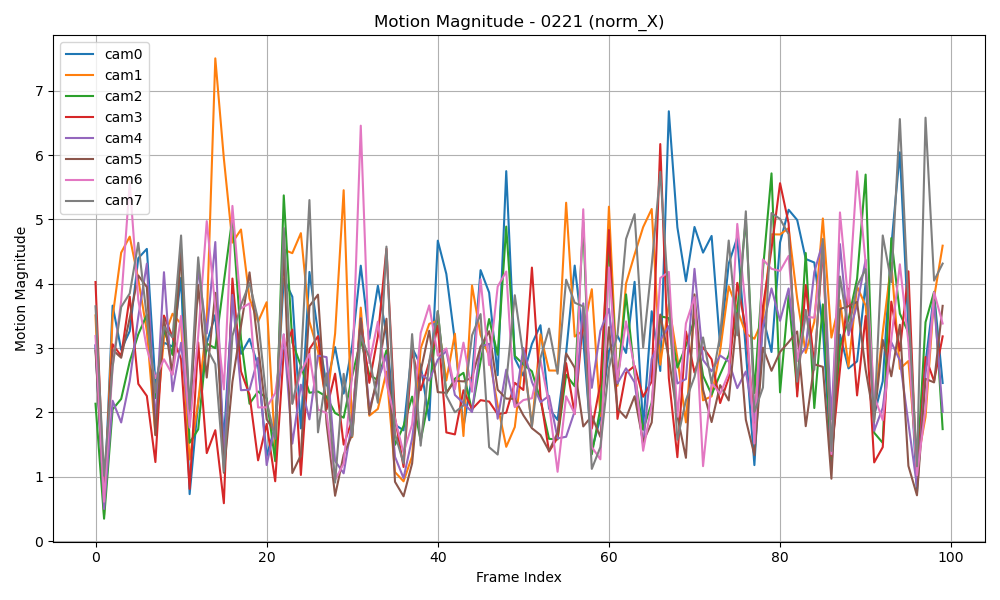 Motion Magnitude - 0221 (norm_X)
cam0
cam1
cam2
cam3
cam4
cam5
cam6
cam7
Motion Magnitude
7
6
5
4
3
2
1
0
0 20 40 60 80 100
Frame Index